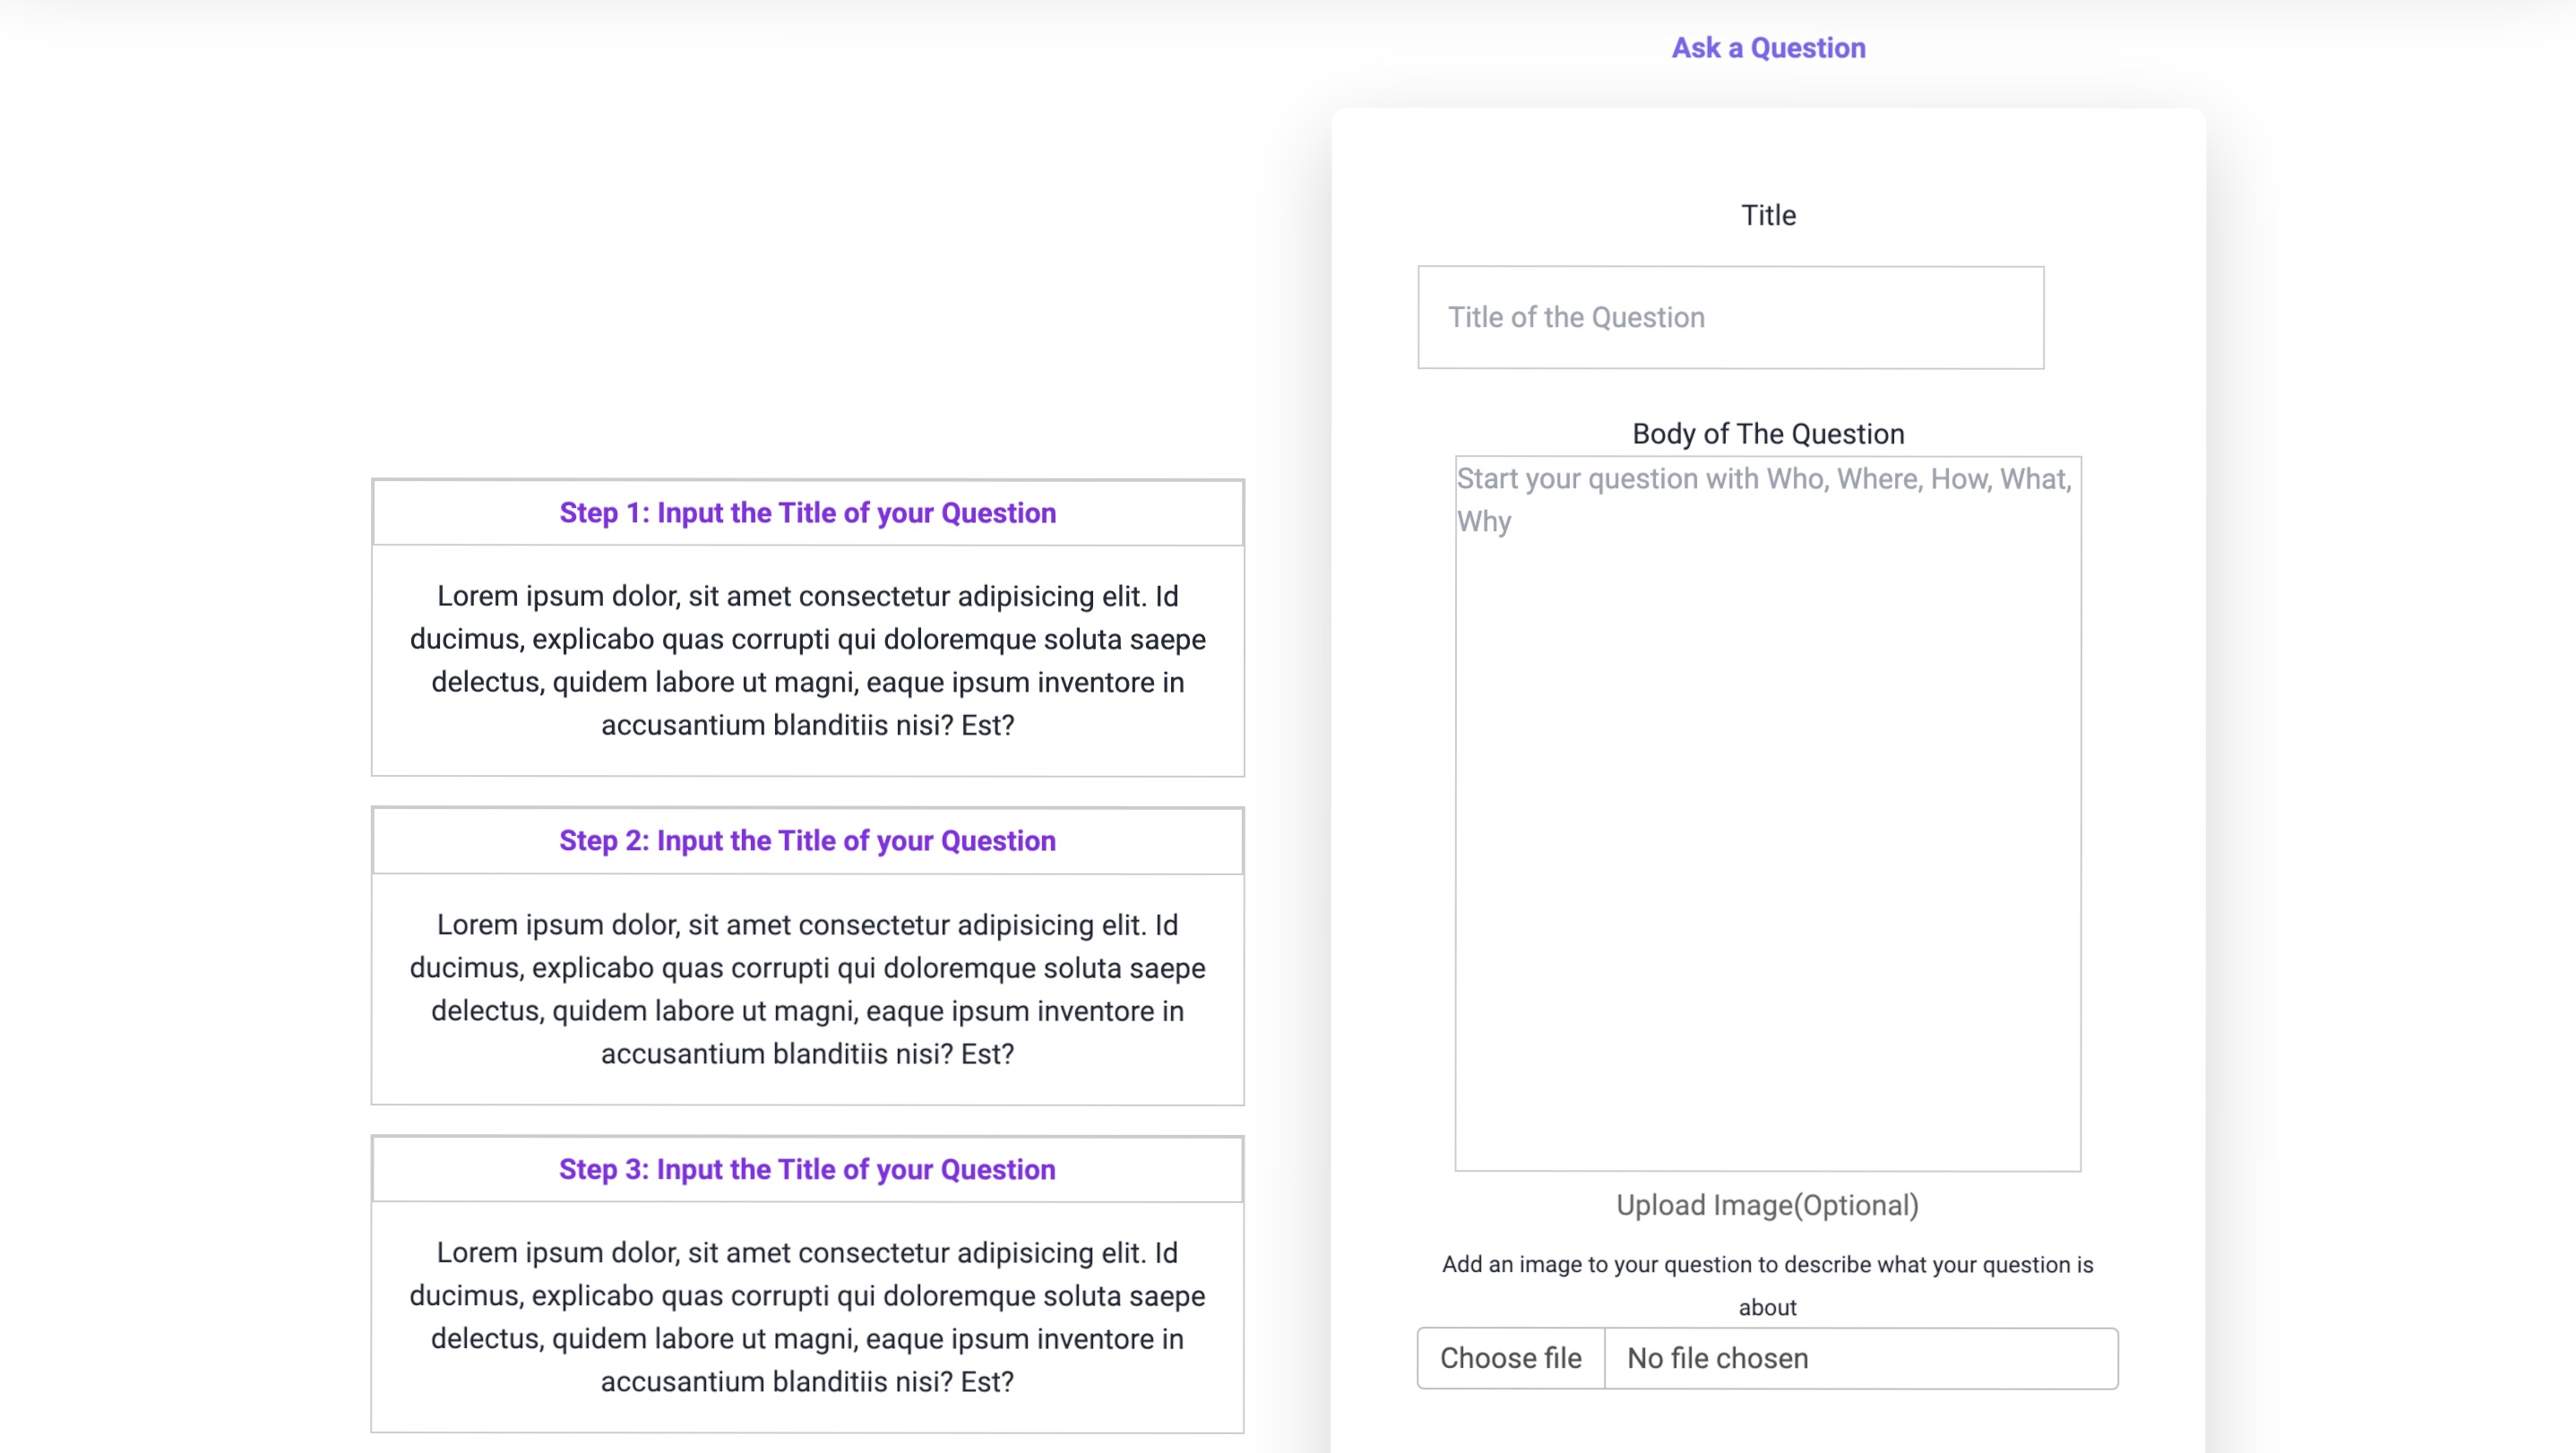 Ask a Question
Title
Title of the Question
Body of The Question
Start your question with Who, Where, How, What,
Why
Upload Image(Optional)
Add an image to your question to describe what your question is
about
Choose file No file chosen
Step 1: Input the Title of your Question
Lorem ipsum dolor, sit amet consectetur adipisicing elit. Id
ducimus, explicabo quas corrupti qui doloremque soluta saepe
delectus, quidem labore ut magni, eaque ipsum inventore in
accusantium blanditiis nisi? Est?
Step 2: Input the Title of your Question
Lorem ipsum dolor, sit amet consectetur adipisicing elit. Id
ducimus, explicabo quas corrupti qui doloremque soluta saepe
delectus, quidem labore ut magni, eaque ipsum inventore in
accusantium blanditiis nisi? Est?
Step 3: Input the Title of your Question
Lorem ipsum dolor, sit amet consectetur adipisicing elit. Id
ducimus, explicabo quas corrupti qui doloremque soluta saepe
delectus, quidem labore ut magni, eaque ipsum inventore in
accusantium blanditiis nisi? Est?